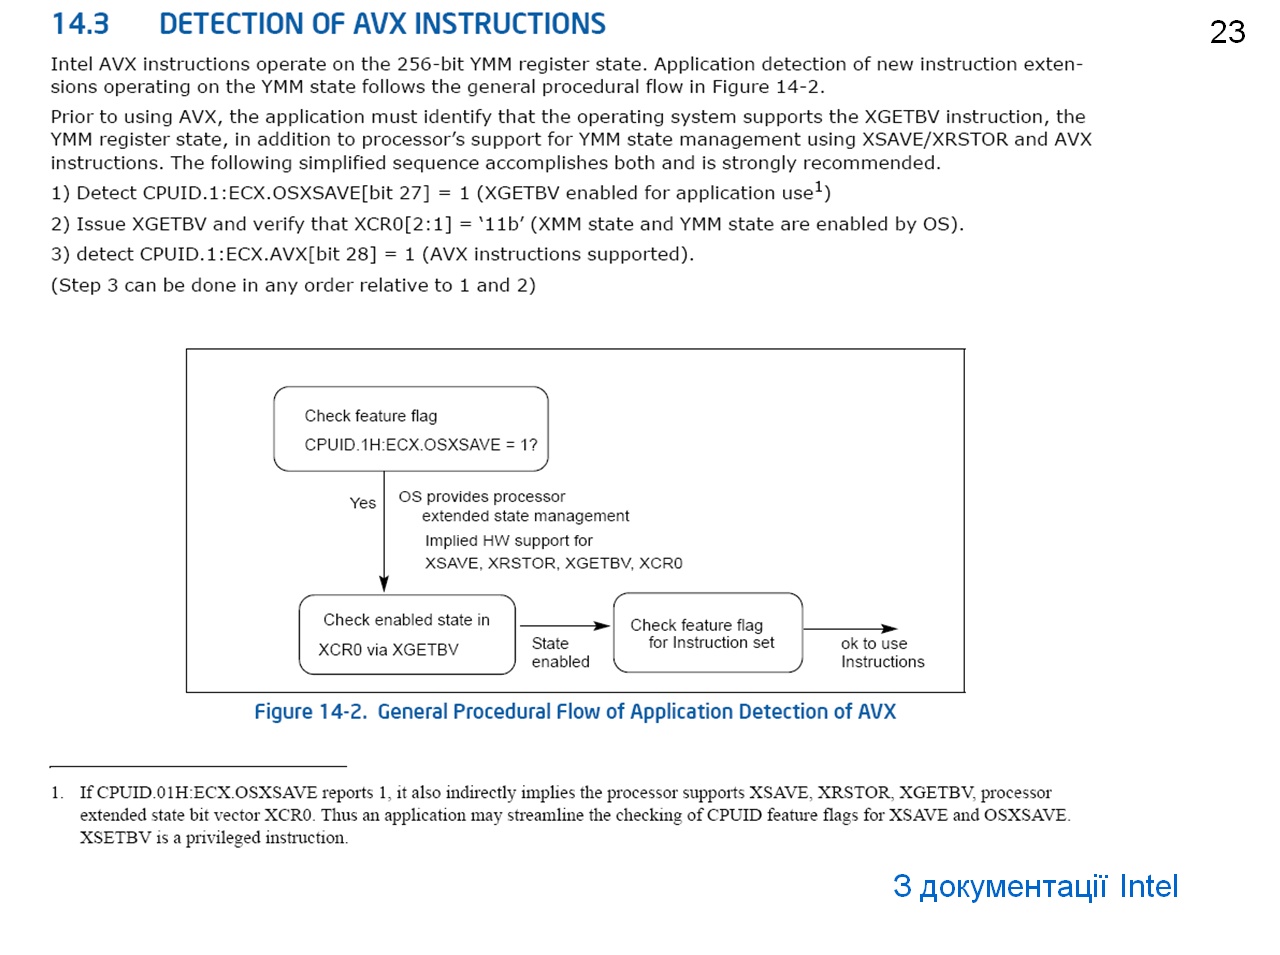 14.3 DETECTION OF AVX INSTRUCTIONS
23
Intel AVX instructions operate on the 256-bit YMM register state. Application detection of new instruction exten-
sions operating on the YMM state follows the general procedural flow in Figure 14-2.
Prior to using AVX, the application must identify that the operating system supports the XGETBV instruction, the
YMM register state, in addition to processor's support for YMM state management using XSAVE/XRSTOR and AVX
instructions. The following simplified sequence accomplishes both and is strongly recommended.
1) Detect CPUID.1:ECX.OSXSAVE[bit 27] = 1 (XGETBV enabled for application use1)
2) Issue XGETBV and verify that XCR0[2:1] = ‘11b’ (XMM state and YMM state are enabled by OS).
3) detect CPUID.1:ECX.AVX[bit 28] = 1 (AVX instructions supported).
(Step 3 can be done in any order relative to 1 and 2)
Check feature flag
CPUID.1H:ECX.OSXSAVE = 1?
Yes
OS provides processor
extended state management
Implied HW support for
XSAVE, XRSTOR, XGETBV, XCR0
Check enabled state in
XCR0 via XGETBV
State
enabled
Check feature flag
for Instruction set
ok to use
Instructions
Figure 14-2. General Procedural Flow of Application Detection of AVX
1. If CPUID.01H:ECX.OSXSAVE reports 1, it also indirectly implies the processor supports XSAVE, XRSTOR, XGETBV, processor
extended state bit vector XCR0. Thus an application may streamline the checking of CPUID feature flags for XSAVE and OSXSAVE.
XSETBV is a privileged instruction.
З документації Intel